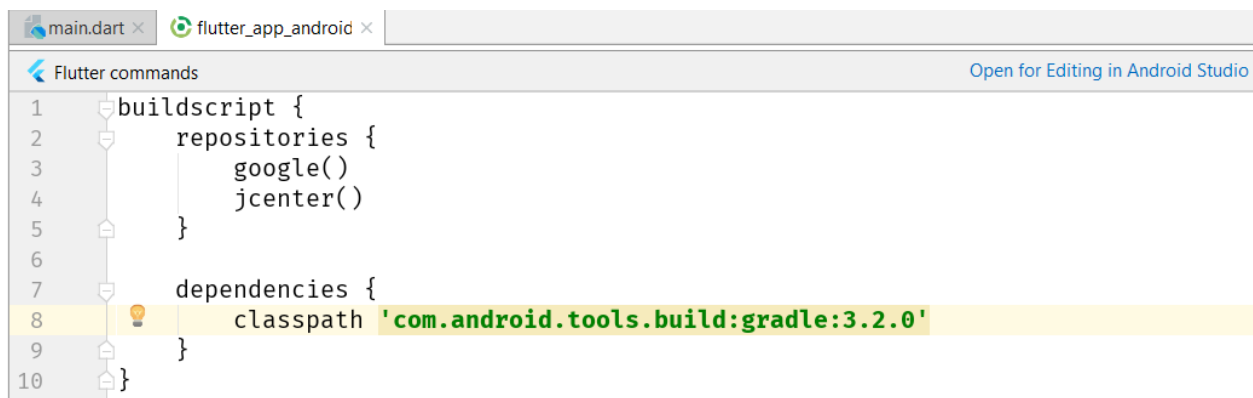 main.dart flutter_app_android
Flutter commands Open for Editing in Android Studio
1 buildscript {
2 repositories {
3 google()
4 jcenter()
5 }
6
7 dependencies {
8 classpath 'com.android.tools.build:gradle:3.2.0'
9 }
10 }